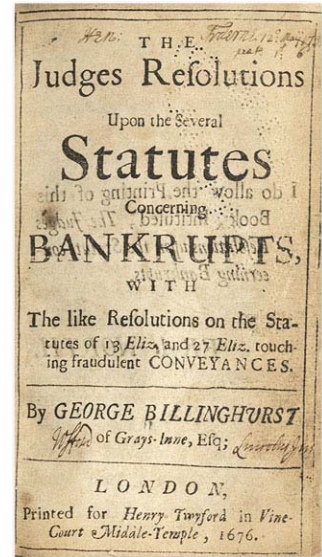 THE
Judges Reſolutions
Upon the Several
Statutes
Concerning
BANKRUPTS,
WITH
The like Reſolutions on the Sta-
tutes of 13 Eliz. and 27 Eliz. touch-
ing fraudulent CONVEYANCES.
By GEORGE BILLINGHURST
of Grays-Inne, Eſq;
LONDON,
Printed for Henry Twyford in Vine-
Court Middle-Temple, 1676.